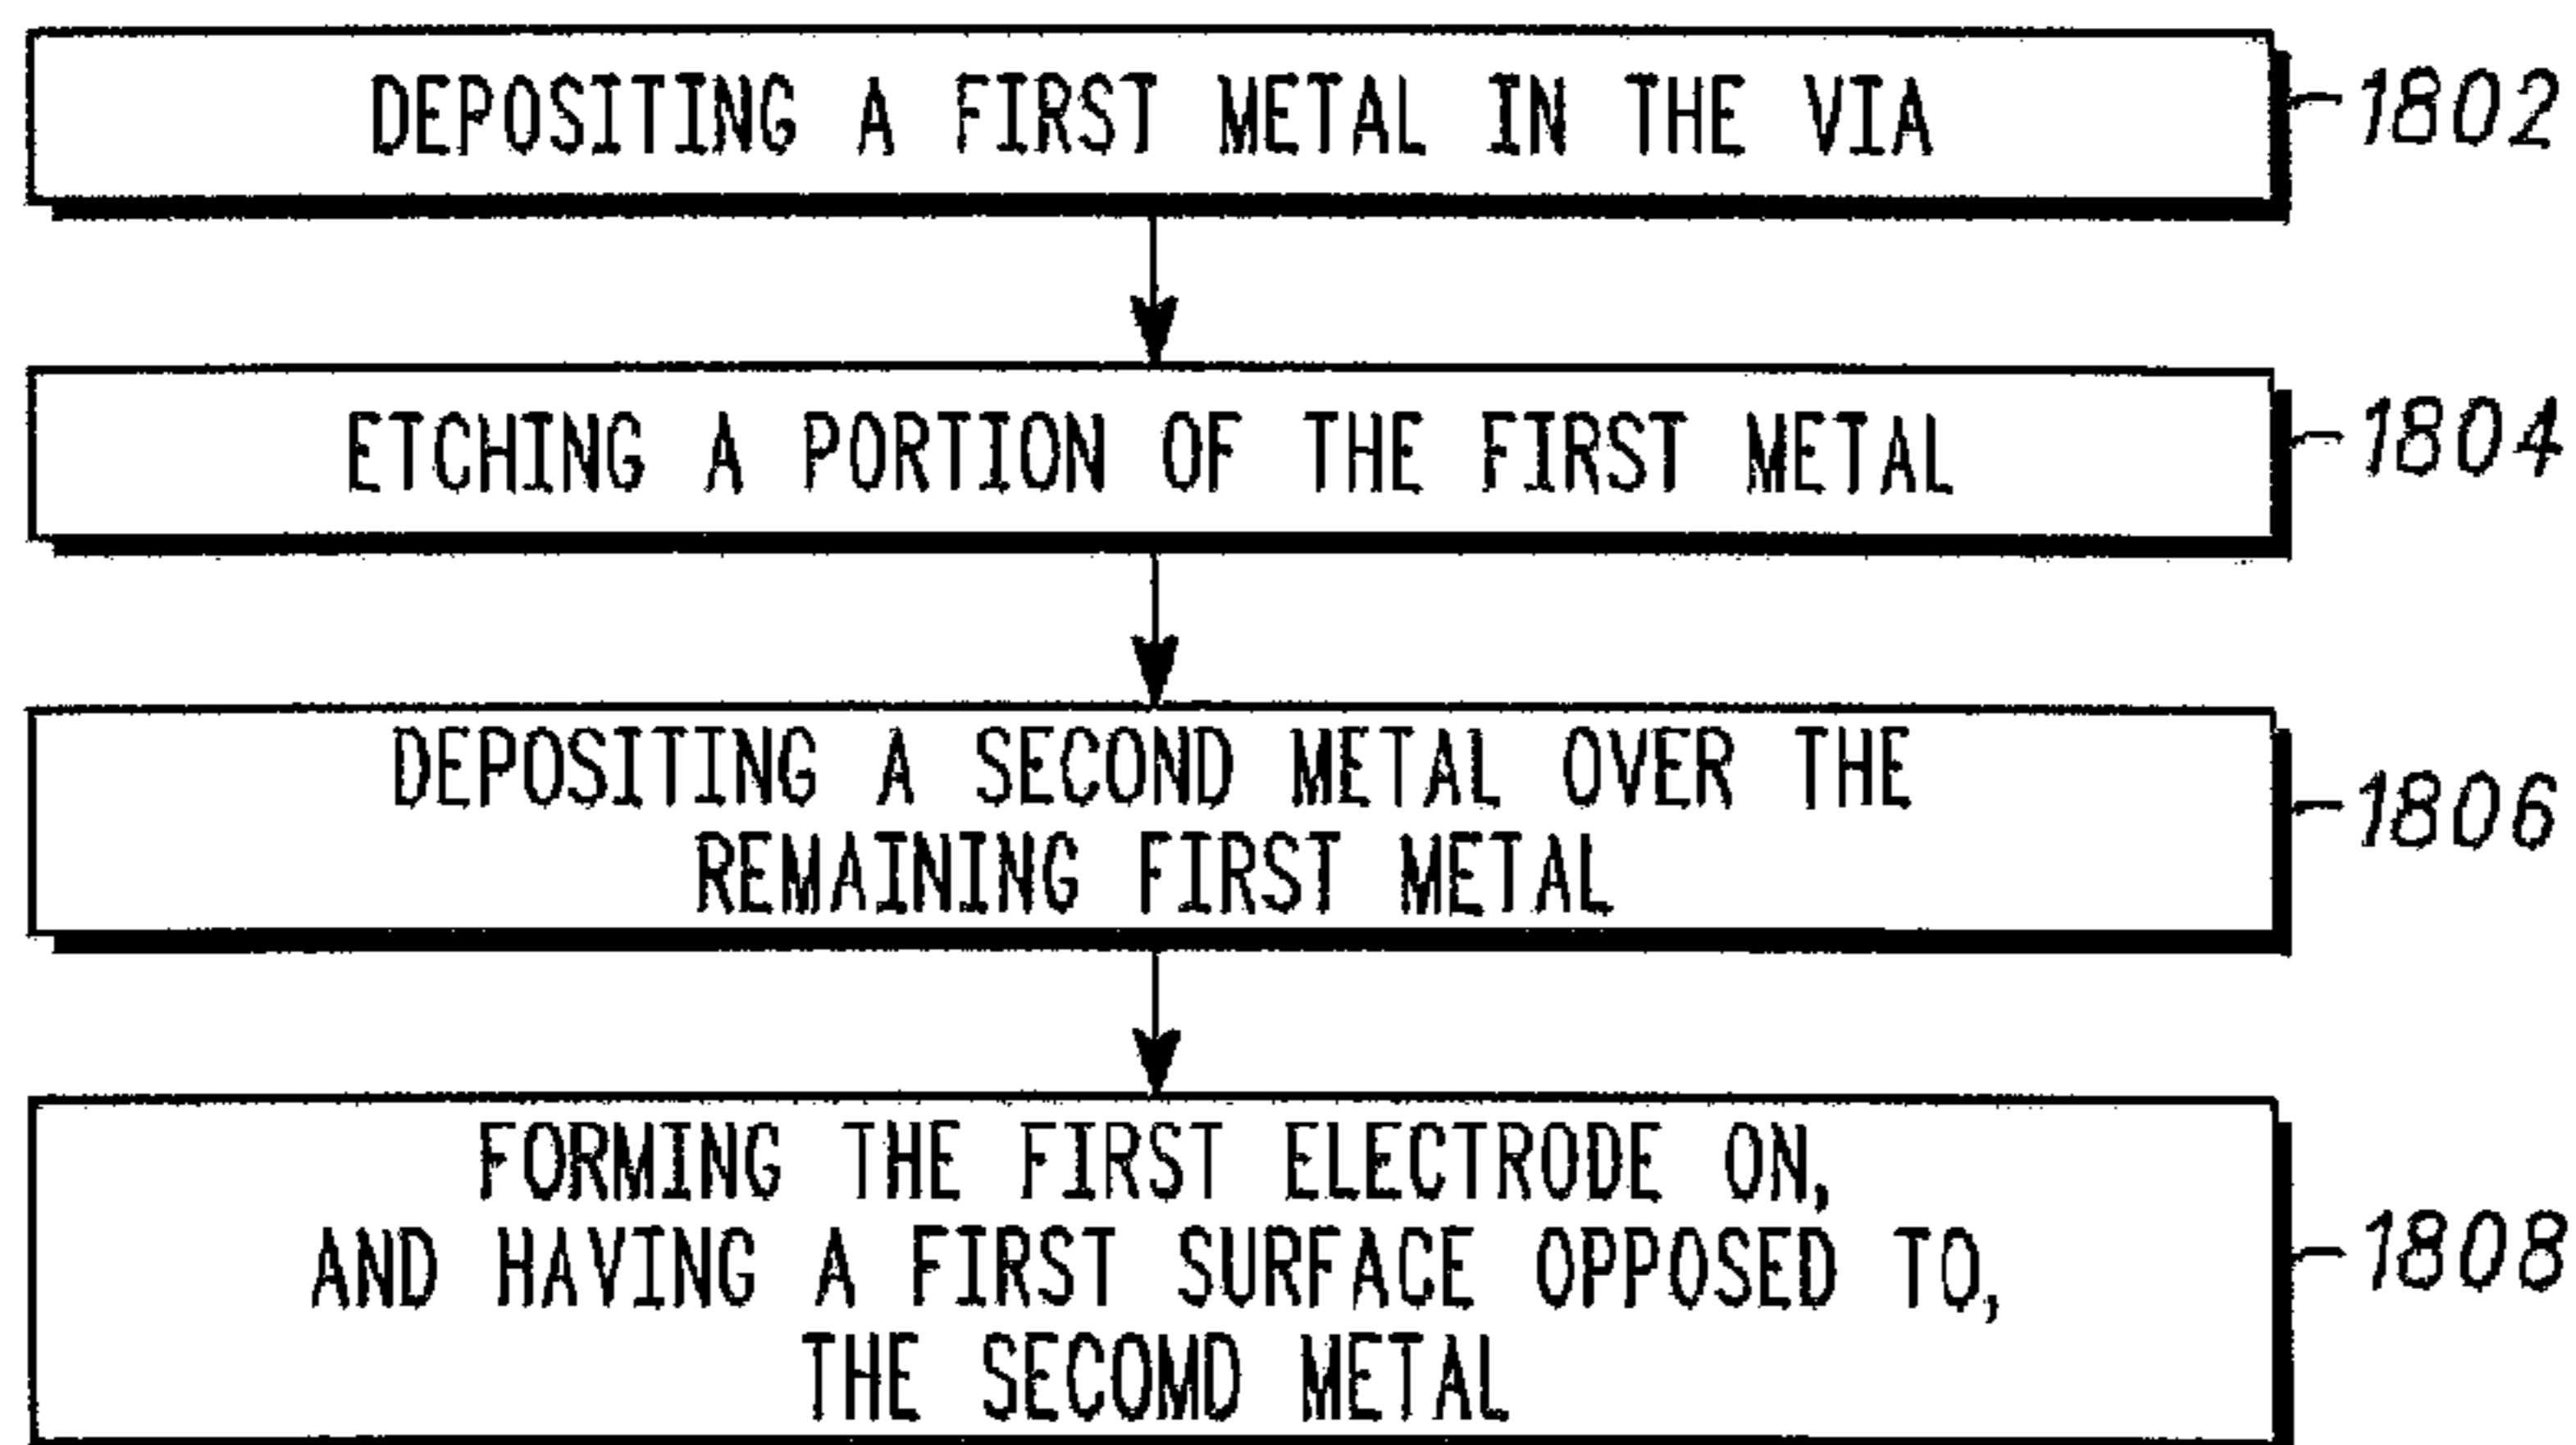 DEPOSITING A FIRST METAL IN THE VIA
1802
ETCHING A PORTION OF THE FIRST METAL
1804
DEPOSITING A SECOND METAL OVER THE
REMAINING FIRST METAL
1806
FORMING THE FIRST ELECTRODE ON,
AND HAVING A FIRST SURFACE OPPOSED TO,
THE SECOMD METAL
1808